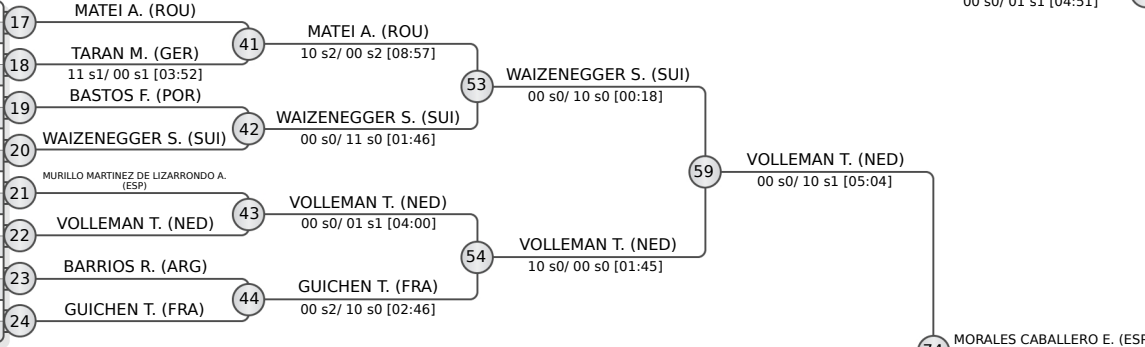 00 s0/ 01 s1 [04:51]
17
MATEI A. (ROU)
18
TARAN M. (GER)
11 s1/ 00 s1 [03:52]
41
MATEI A. (ROU)
10 s2/ 00 s2 [08:57]
19
BASTOS F. (POR)
20
WAIZENEGGER S. (SUI)
42
WAIZENEGGER S. (SUI)
00 s0/ 11 s0 [01:46]
53
WAIZENEGGER S. (SUI)
00 s0/ 10 s0 [00:18]
21
MURILLO MARTINEZ DE LIZARRONDO A.
(ESP)
22
VOLLEMAN T. (NED)
43
VOLLEMAN T. (NED)
00 s0/ 01 s1 [04:00]
23
BARRIOS R. (ARG)
24
GUICHEN T. (FRA)
44
GUICHEN T. (FRA)
00 s2/ 10 s0 [02:46]
54
VOLLEMAN T. (NED)
10 s0/ 00 s0 [01:45]
59
VOLLEMAN T. (NED)
00 s0/ 10 s1 [05:04]
MORALES CABALLERO E.